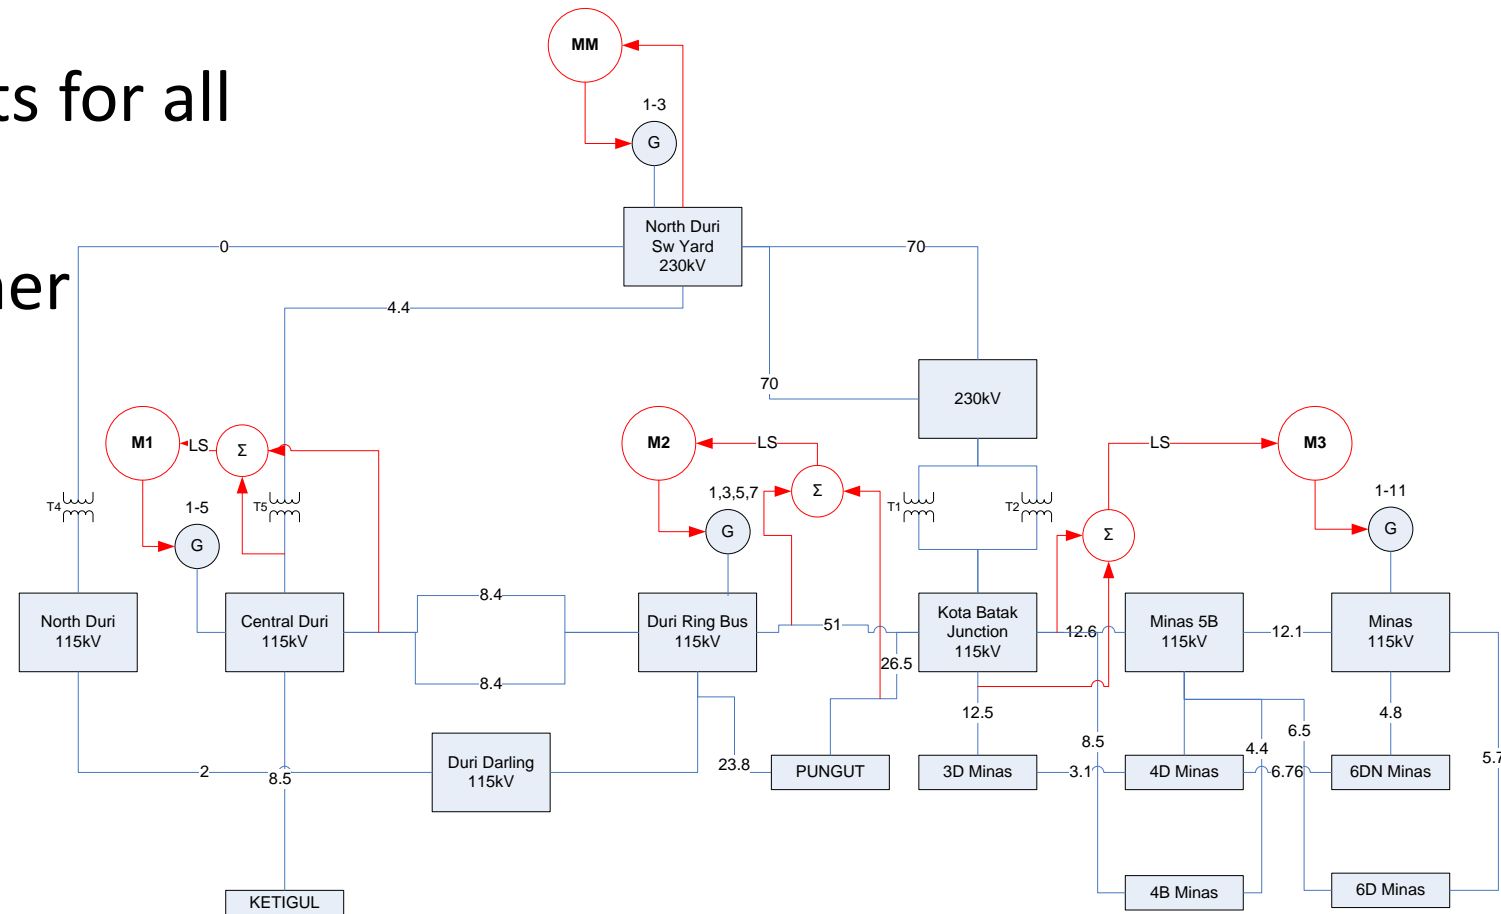 ts for all
ner
MM
1-3
G
North Duri
Sw Yard
230kV
0
70
4.4
70
230kV
M1
LS
Σ
M2
LS
Σ
LS
M3
T4
1-5
T5
1,3,5,7
T1
T2
1-11
G
G
Σ
G
North Duri
115kV
Central Duri
115kV
8.4
8.4
Duri Ring Bus
115kV
51
26.5
Kota Batak
Junction
115kV
12.6
Minas 5B
115kV
12.1
Minas
115kV
12.5
8.5
4.4
6.5
4.8
5.7
2
8.5
Duri Darling
115kV
23.8
PUNGUT
3D Minas
3.1
4D Minas
6.76
6DN Minas
4B Minas
6D Minas
KETIGUL